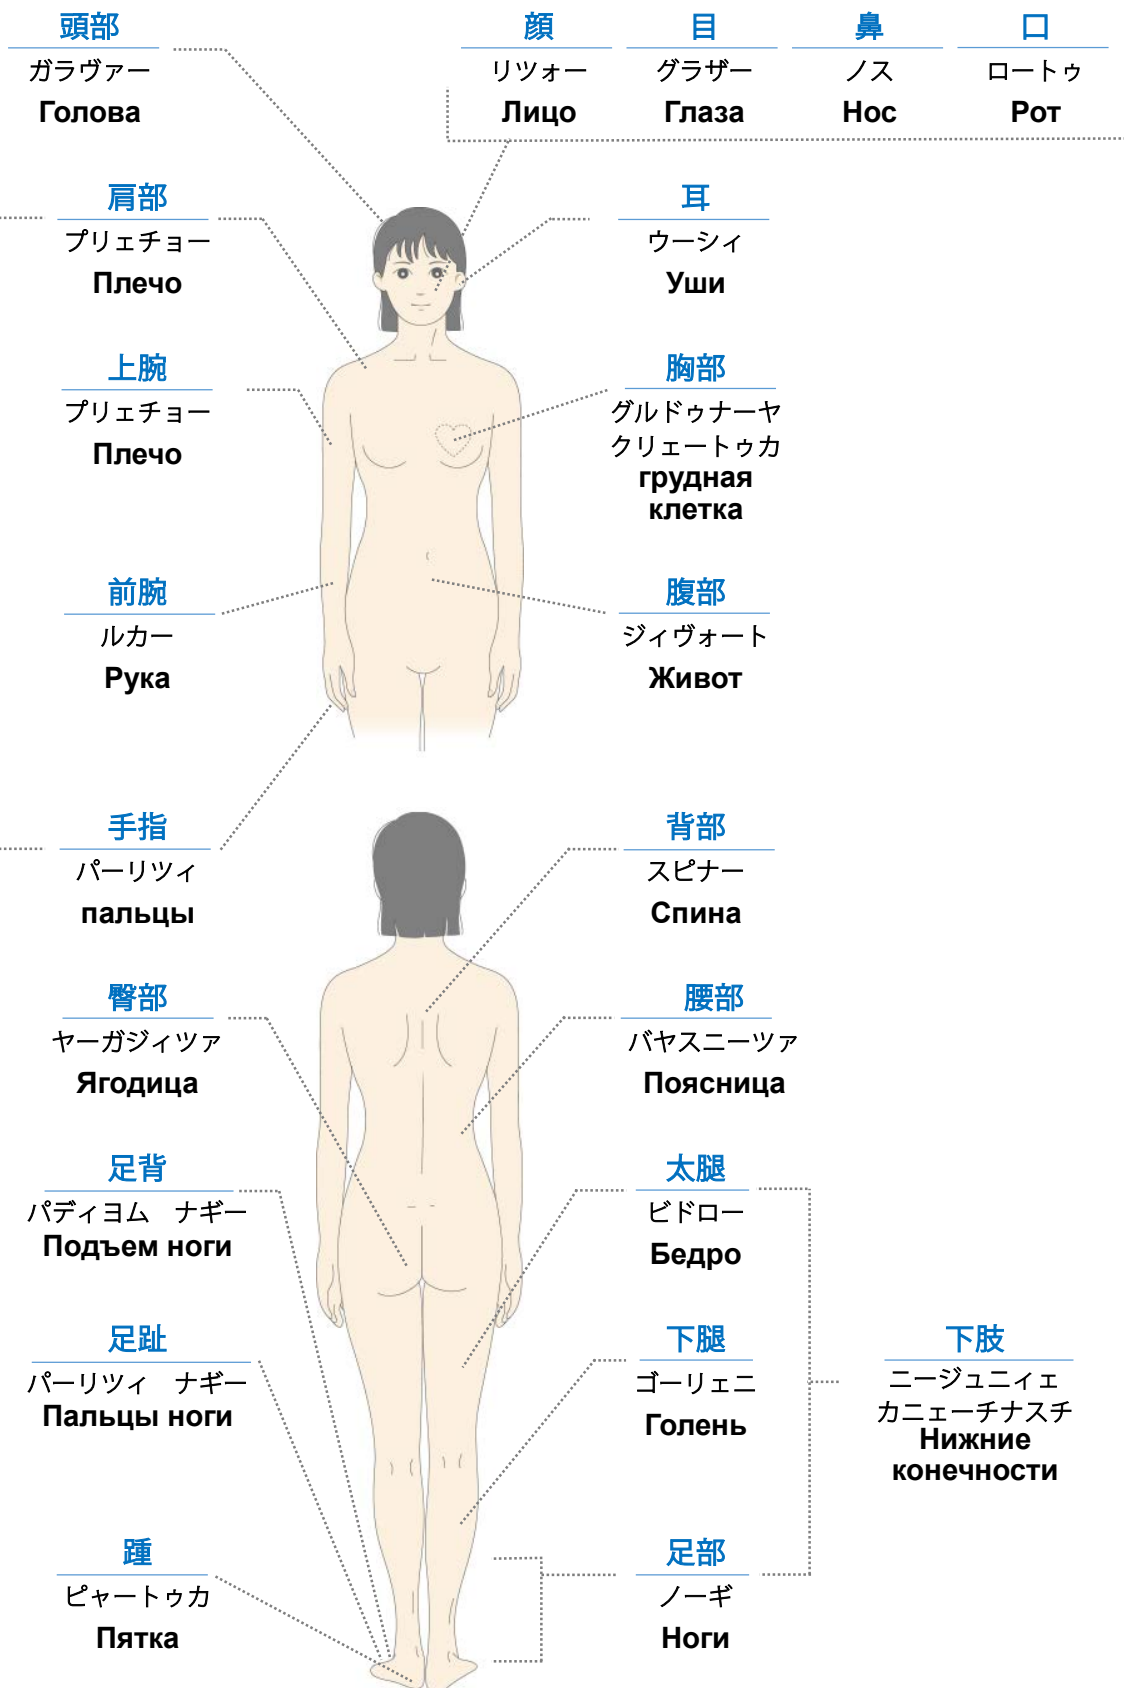 頭部
ガラヴァー
Голова
顔
リツォー
Лицо
目
グラザー
Глаза
鼻
ノス
Нос
口
ロートゥ
Рот
肩部
プリェチョー
Плечо
耳
ウーシィ
Уши
上腕
プリェチョー
Плечо
胸部
グルドゥナーヤ
クリェートゥカ
грудная
клетка
前腕
ルカー
Рука
腹部
ジィヴォート
Живот
手指
パーリツィ
пальцы
背部
スピナー
Спина
臀部
ヤーガジィツァ
Ягодица
腰部
バヤスニーツァ
Поясница
足背
パディヨム　ナギー
Подъем ноги
太腿
ビドロー
Бедро
足趾
パーリツィ　ナギー
Пальцы ноги
下腿
ゴーリェニ
Голень
下肢
ニージュニィェ
カニェーチナスチ
Нижние
конечности
踵
ピャートゥカ
Пятка
足部
ノーギ
Ноги